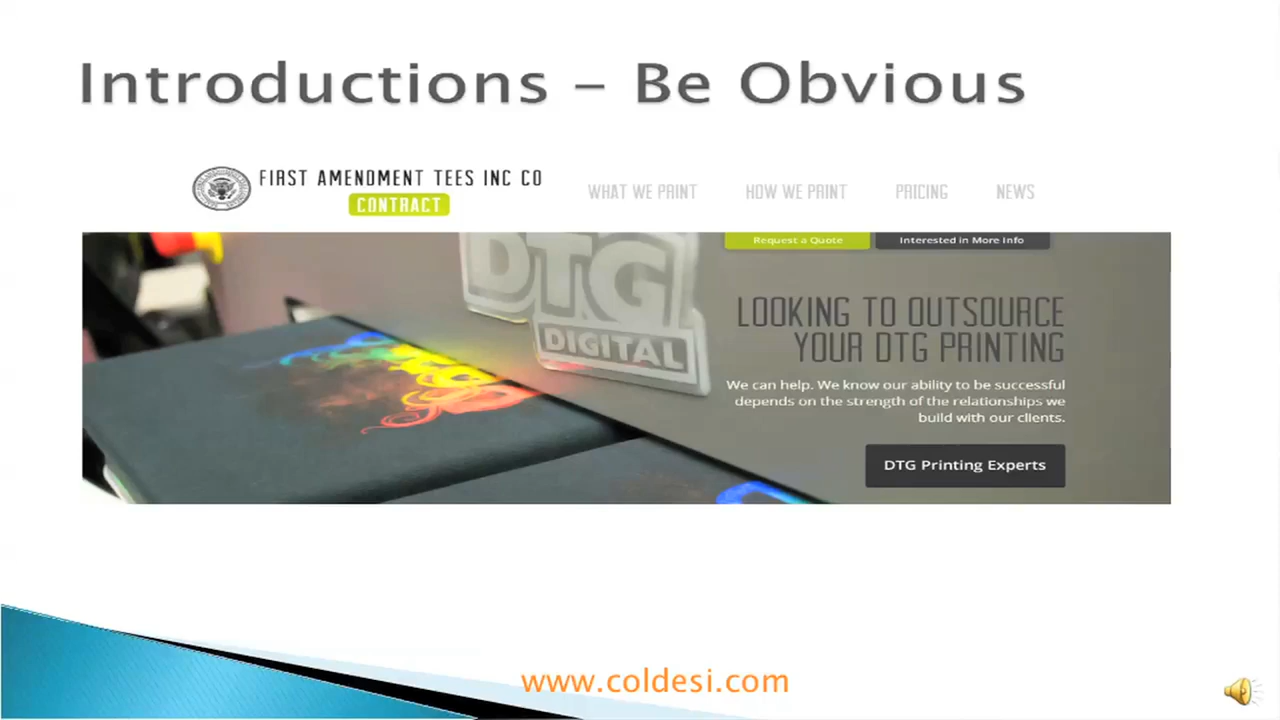 Introductions – Be Obvious
FIRST AMENDMENT TEES INC CO
CONTRACT
WHAT WE PRINT
HOW WE PRINT
PRICING
NEWS
Request a Quote
Interested in More Info
DTG
DIGITAL
LOOKING TO OUTSOURCE
YOUR DTG PRINTING
We can help. We know our ability to be successful
depends on the strength of the relationships we
build with our clients.
DTG Printing Experts
www.coldesi.com